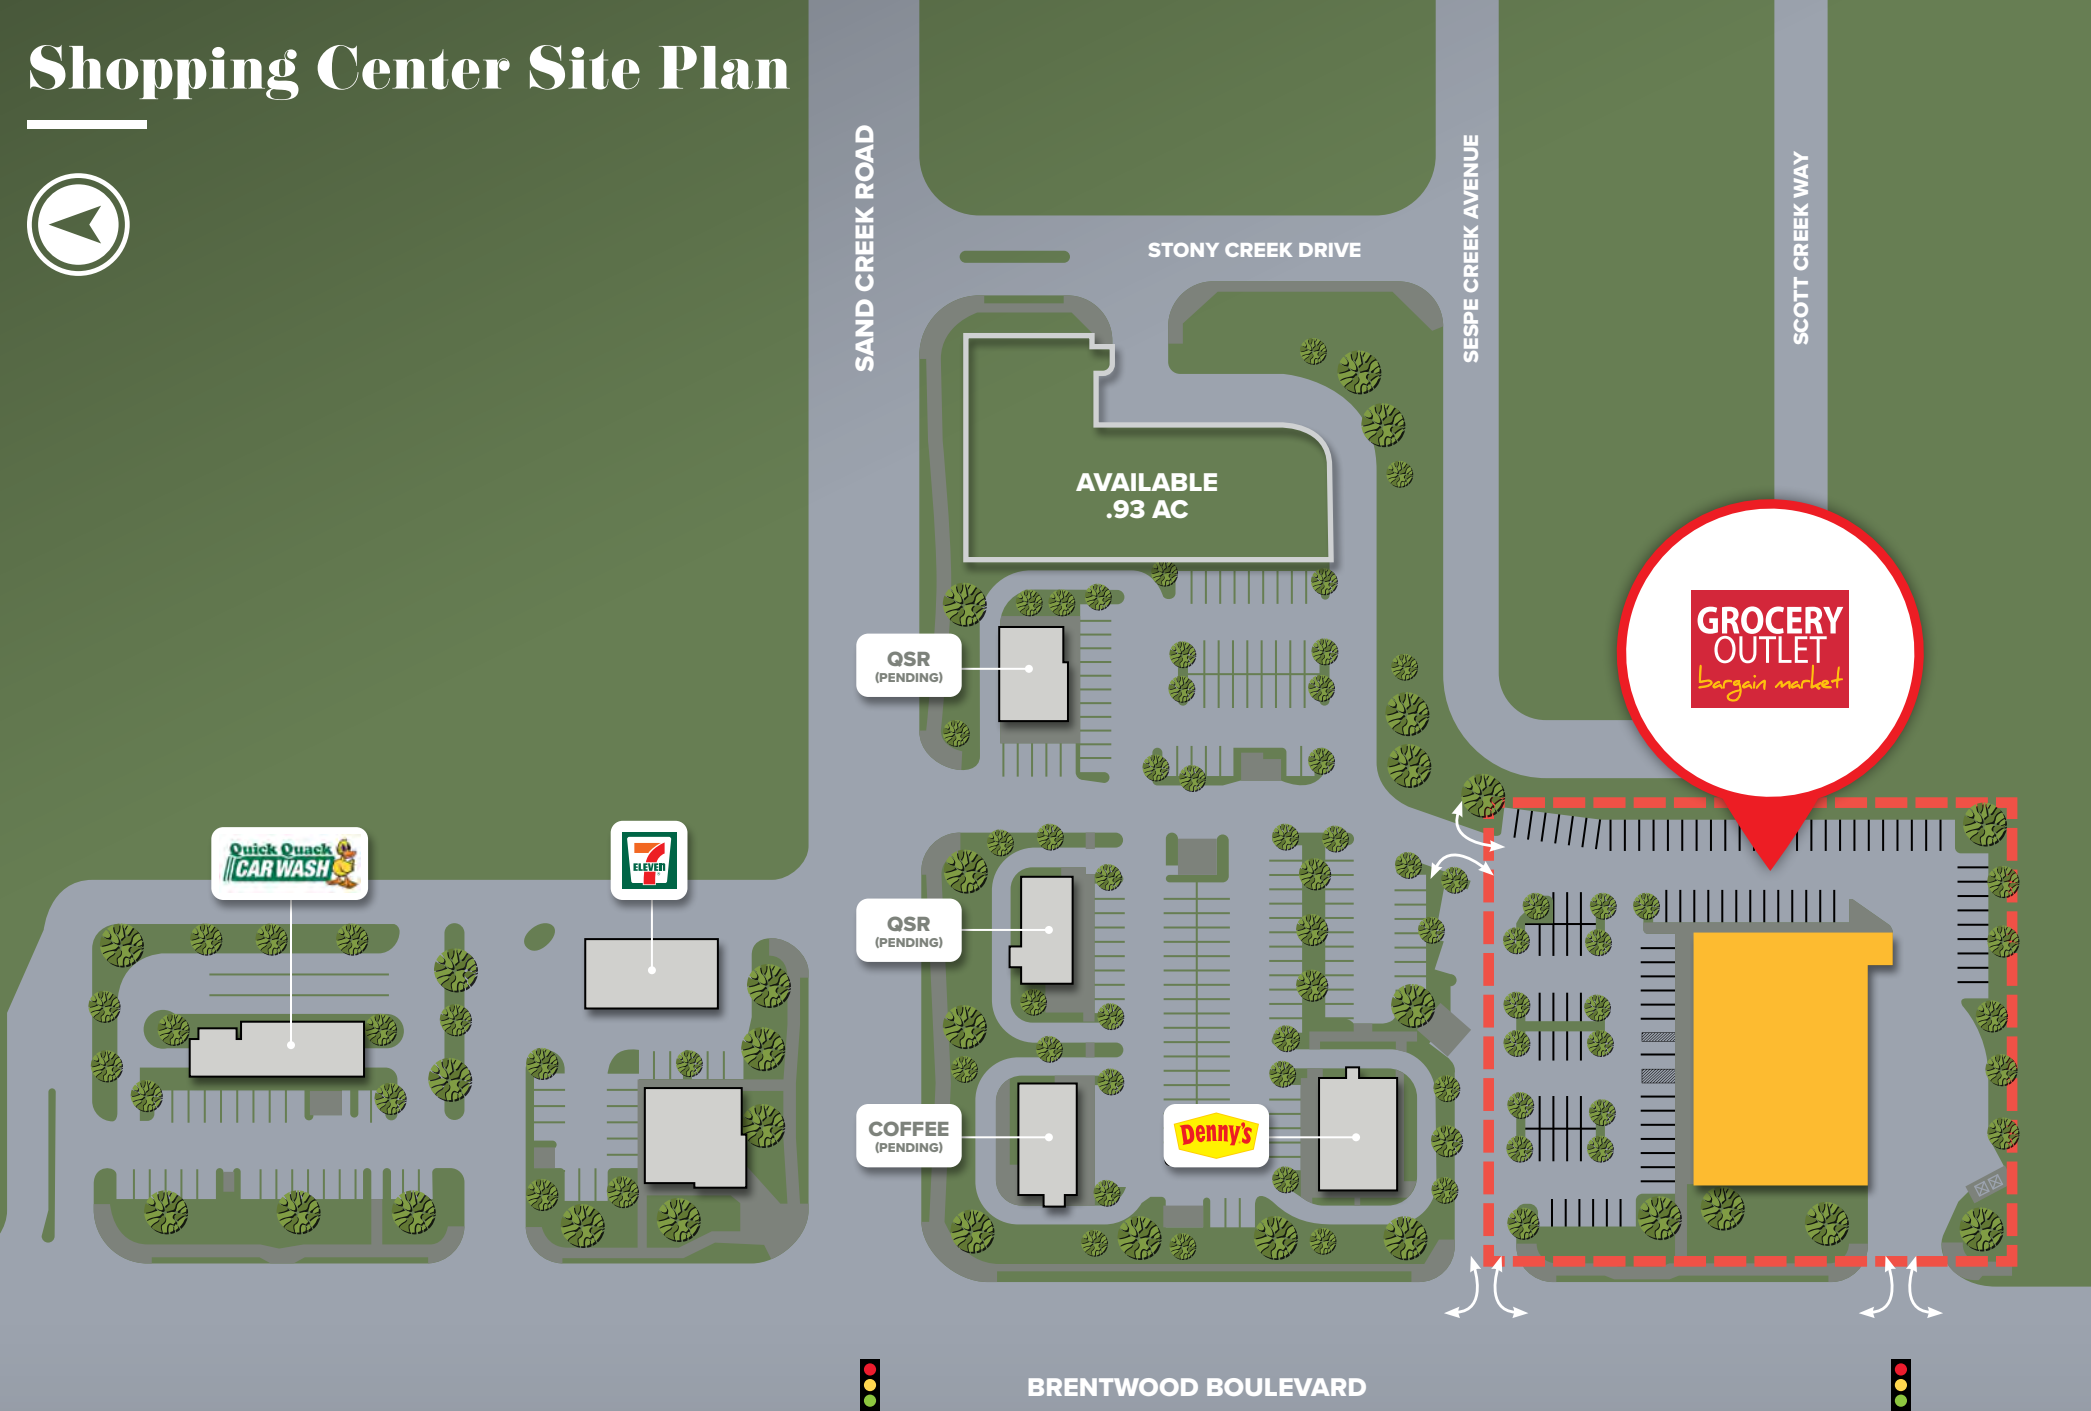 Shopping Center Site Plan
SAND CREEK ROAD
STONY CREEK DRIVE
SESPE CREEK AVENUE
SCOTT CREEK WAY
AVAILABLE
.93 AC
GROCERY
OUTLET
bargain market
QSR
(PENDING)
Quick Quack
CAR WASH
7
ELEVEN
QSR
(PENDING)
COFFEE
(PENDING)
Denny's
BRENTWOOD BOULEVARD